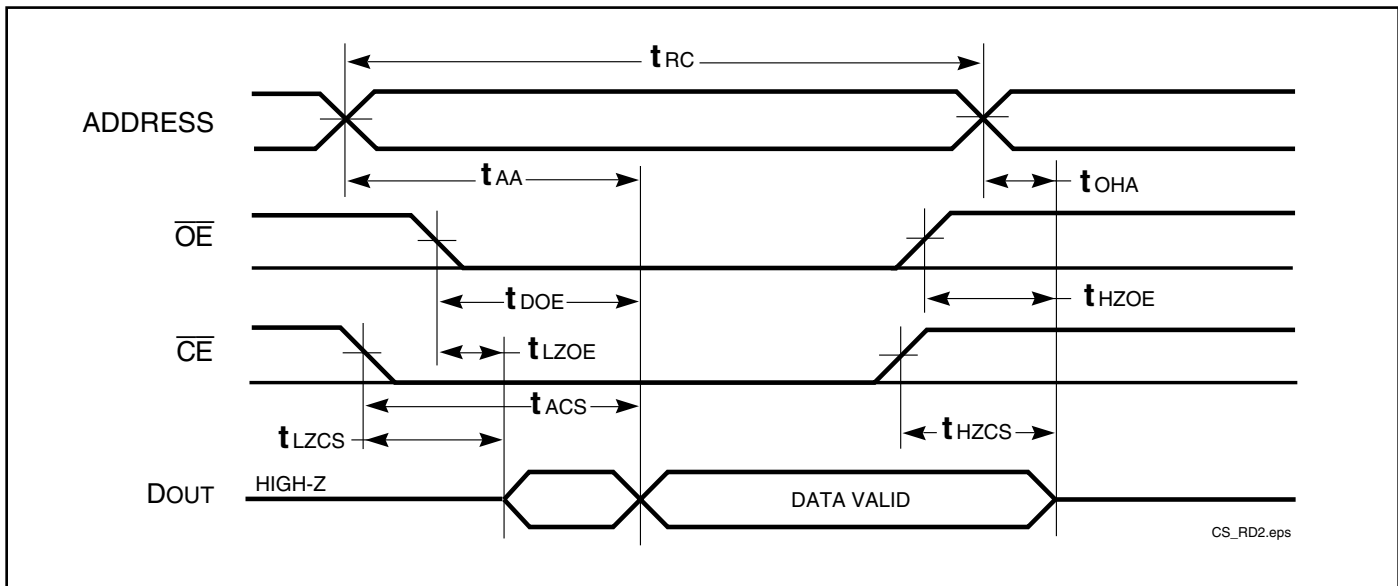 tRC
ADDRESS
tAA
tOHA
OE
tDOE
tHZOE
CE
tLZOE
tACS
tLZCS
tHZCS
DOUT
HIGH-Z
DATA VALID
CS_RD2.eps